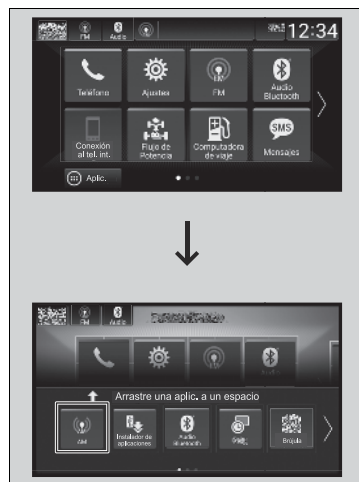 FM
Audio
12:34
Teléfono
Ajustes
FM
Audio
Bluetooth
Conexión
al tel. int.
Flujo de
Potencia
Computadora
de viaje
SMS
Mensajes
Aplic.
FM
Audio
Arrastre una aplic. a un espacio
AM
Instalador de
aplicaciones
Audio
Bluetooth
Brújula